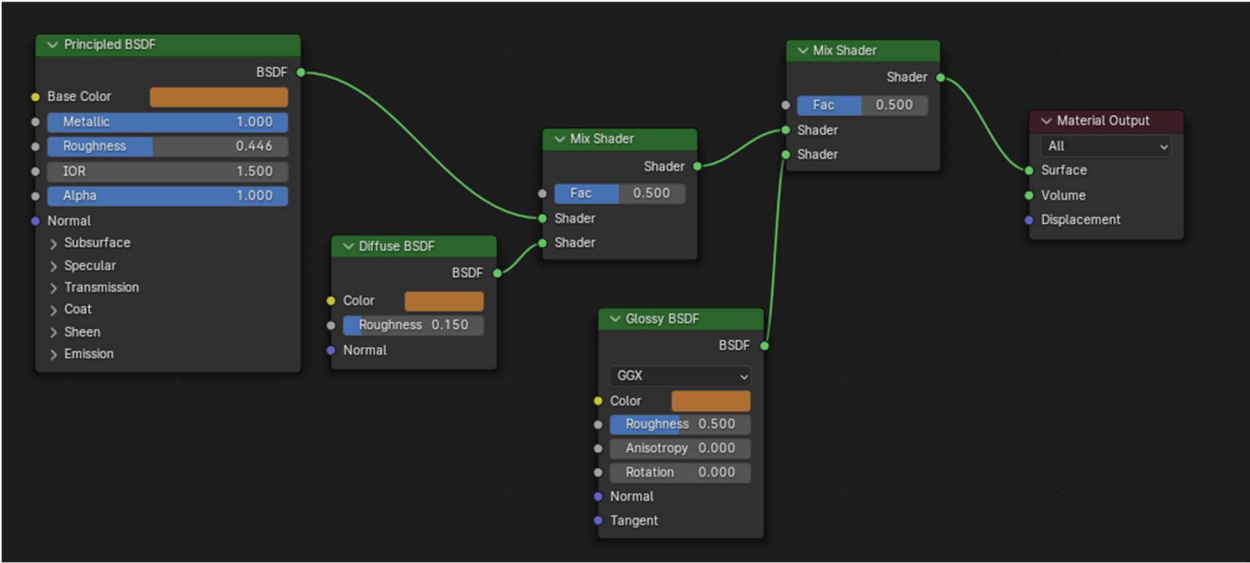 Principled BSDF
BSDF
Base Color
Metallic 1.000
Roughness 0.446
IOR 1.500
Alpha 1.000
Normal
Subsurface
Specular
Transmission
Coat
Sheen
Emission
Diffuse BSDF
BSDF
Color
Roughness 0.150
Normal
Mix Shader
Shader
Fac 0.500
Shader
Shader
Glossy BSDF
BSDF
GGX
Color
Roughness 0.500
Anisotropy 0.000
Rotation 0.000
Normal
Tangent
Mix Shader
Shader
Fac 0.500
Shader
Shader
Material Output
All
Surface
Volume
Displacement